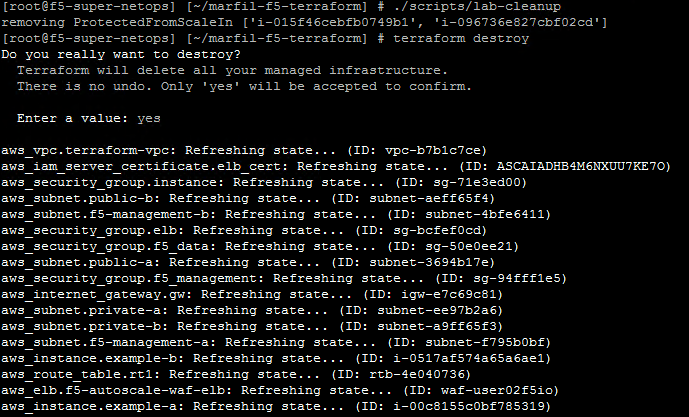 [root@f5-super-netops] [~/marfil-f5-terraform] # ./scripts/lab-cleanup
removing ProtectedFromScaleIn ['i-015f46cebfb0749b1', 'i-096736e827cbf02cd']
[root@f5-super-netops] [~/marfil-f5-terraform] # terraform destroy
Do you really want to destroy?
  Terraform will delete all your managed infrastructure.
  There is no undo. Only 'yes' will be accepted to confirm.
  Enter a value: yes
aws_vpc.terraform-vpc: Refreshing state... (ID: vpc-b7b1c7ce)
aws_iam_server_certificate.elb_cert: Refreshing state... (ID: ASCAIADHB4M6NXUU7KE7O)
aws_security_group.instance: Refreshing state... (ID: sg-71e3ed00)
aws_subnet.public-b: Refreshing state... (ID: subnet-aeff65f4)
aws_subnet.f5-management-b: Refreshing state... (ID: subnet-4bfe6411)
aws_security_group.elb: Refreshing state... (ID: sg-bcfef0cd)
aws_security_group.f5_data: Refreshing state... (ID: sg-50e0ee21)
aws_subnet.public-a: Refreshing state... (ID: subnet-3694b17e)
aws_security_group.f5_management: Refreshing state... (ID: sg-94fff1e5)
aws_internet_gateway.gw: Refreshing state... (ID: igw-e7c69c81)
aws_subnet.private-a: Refreshing state... (ID: subnet-ee97b2a6)
aws_subnet.private-b: Refreshing state... (ID: subnet-a9ff65f3)
aws_subnet.f5-management-a: Refreshing state... (ID: subnet-f795b0bf)
aws_instance.example-b: Refreshing state... (ID: i-0517af574a65a6ae1)
aws_route_table.rt1: Refreshing state... (ID: rtb-4e040736)
aws_elb.f5-autoscale-waf-elb: Refreshing state... (ID: waf-user02f5io)
aws_instance.example-a: Refreshing state... (ID: i-00c8155c0bf785319)